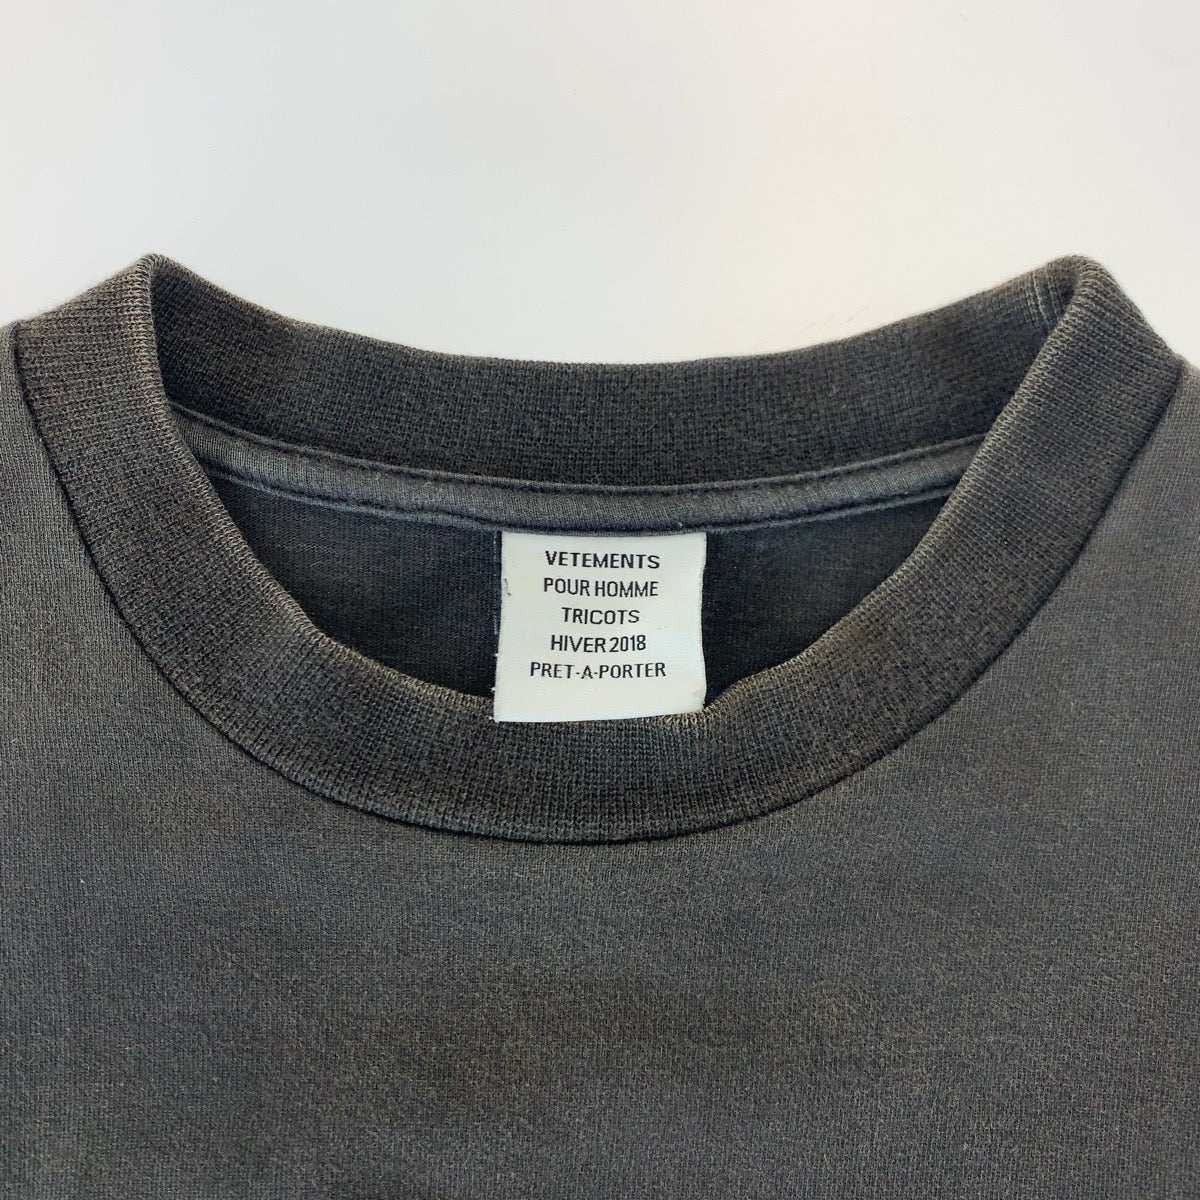 VETEMENTS
POUR HOMME
TRICOTS
HIVER 2018
PRET-A-PORTER